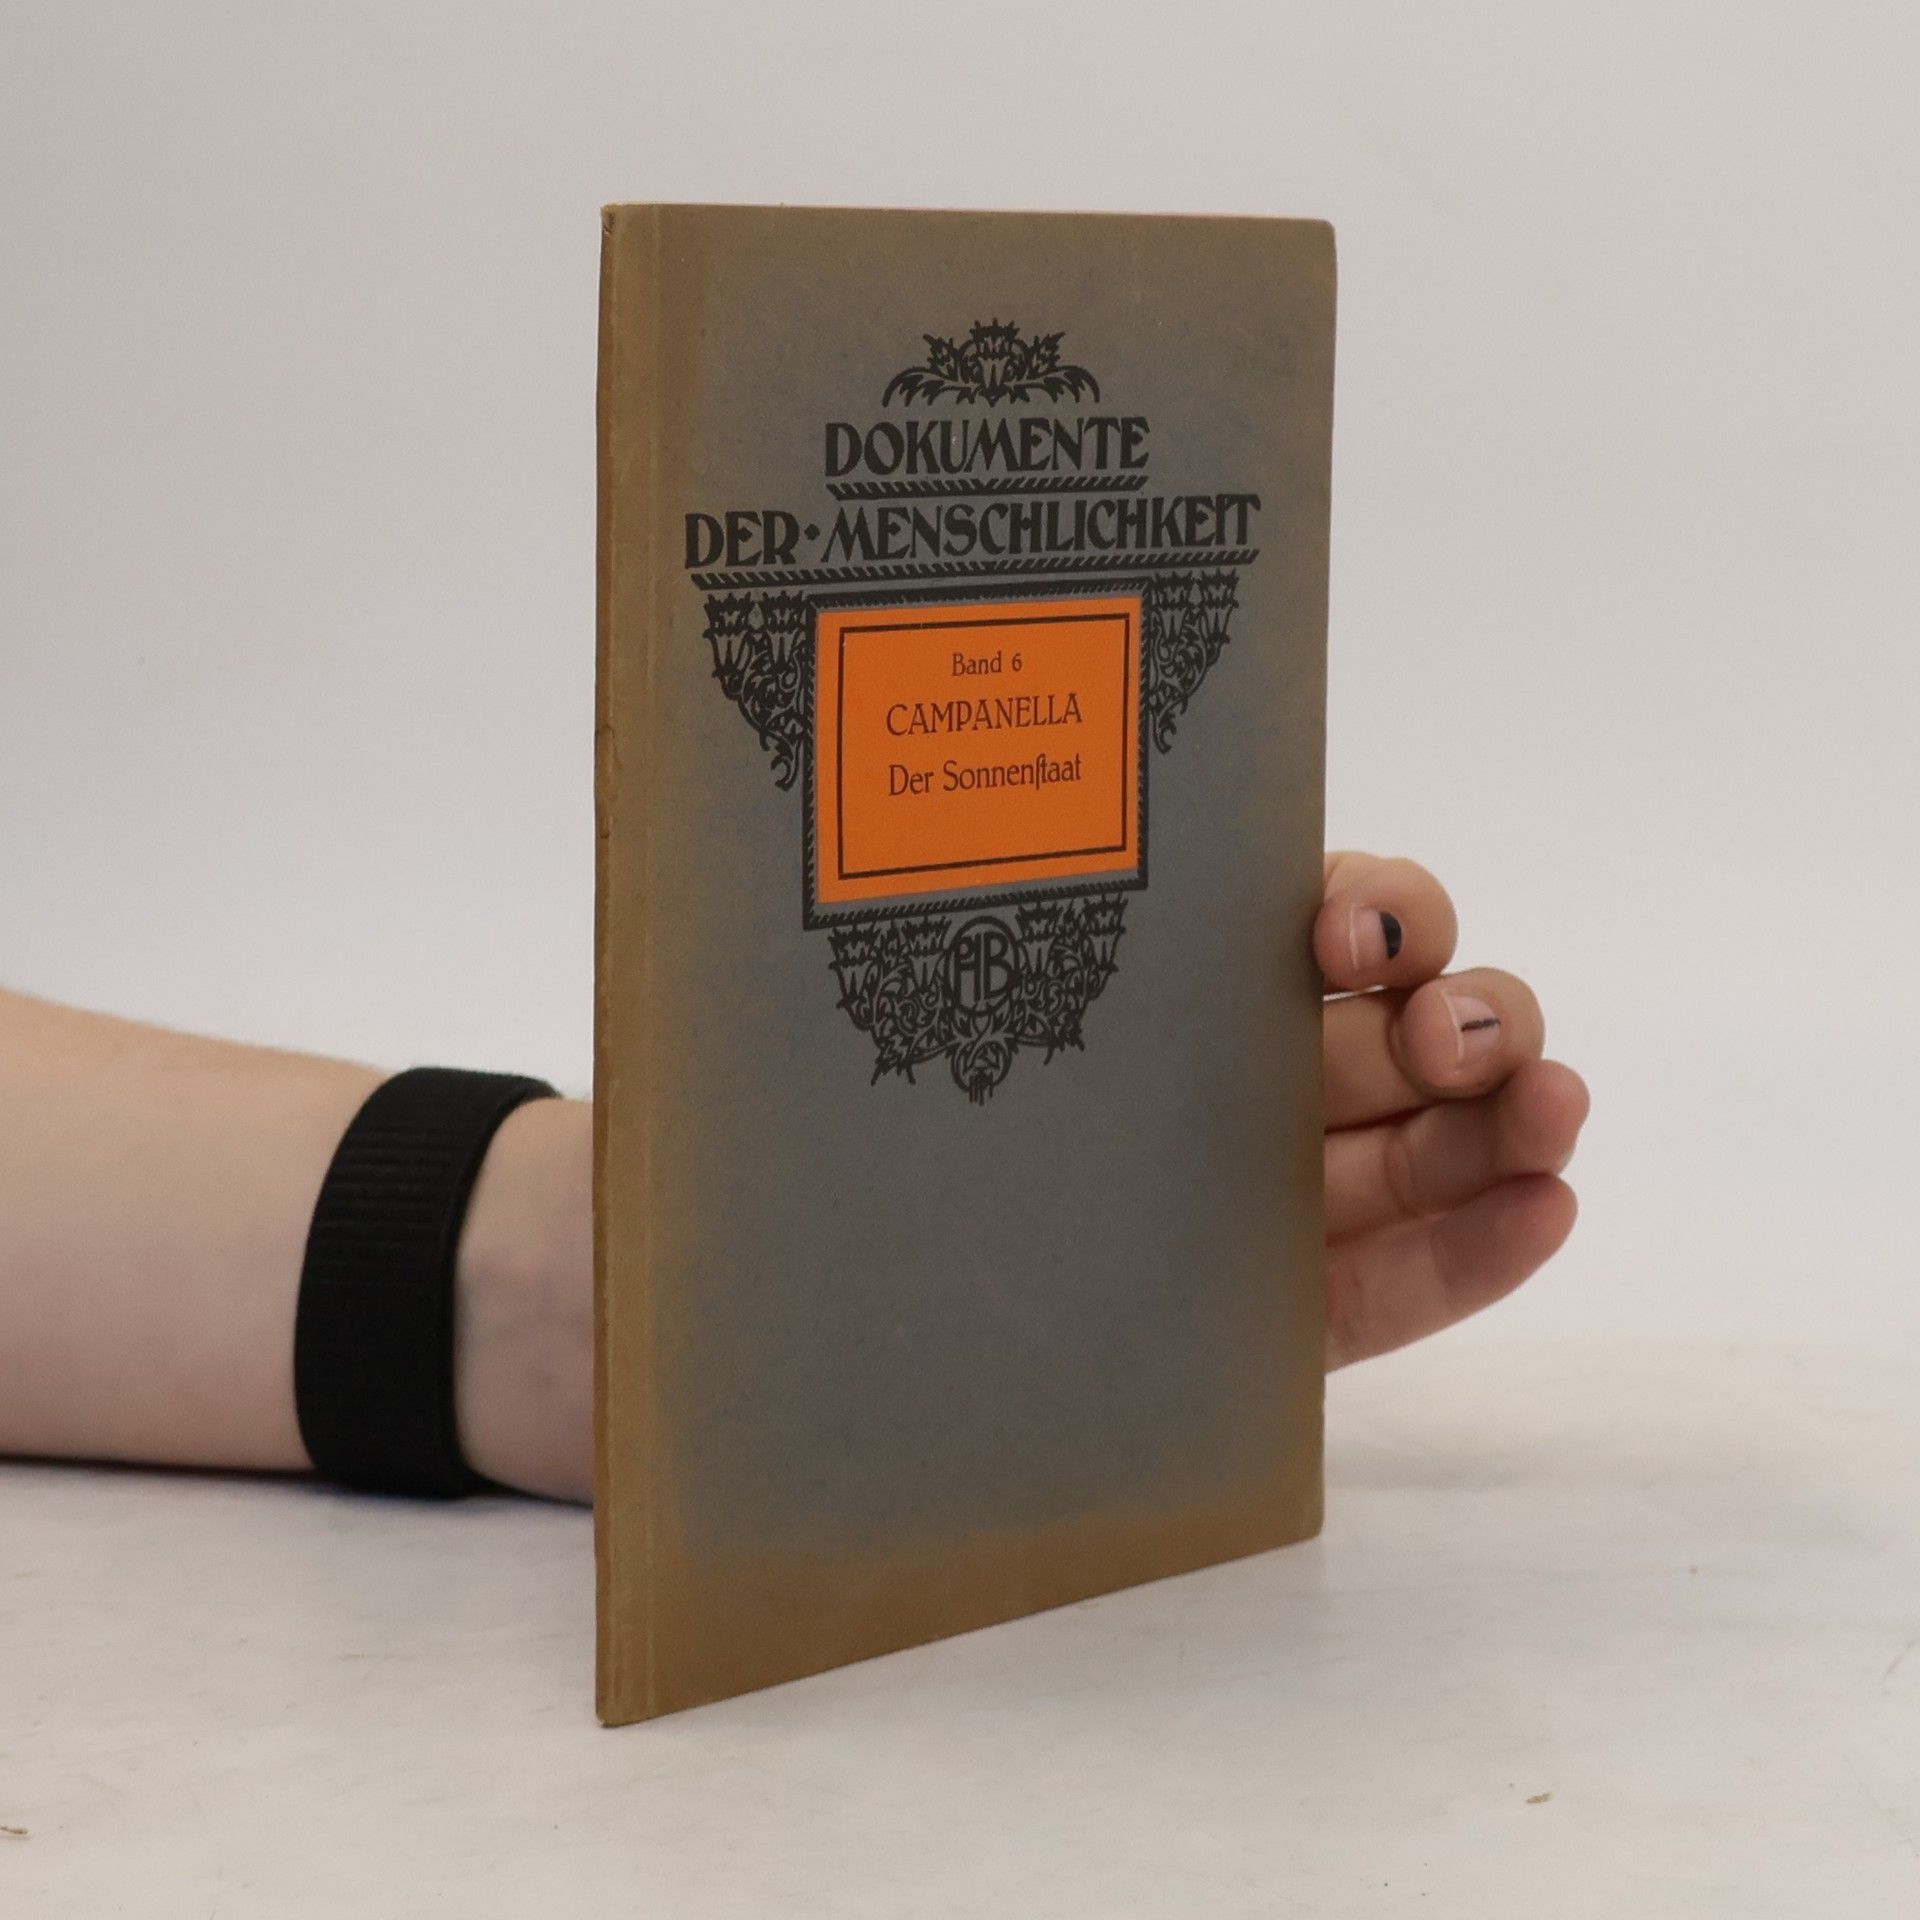 DOKUMENTE
DER·MENSCHLICHKEIT
Band 6
CAMPANELLA
Der Sonnenſtaat